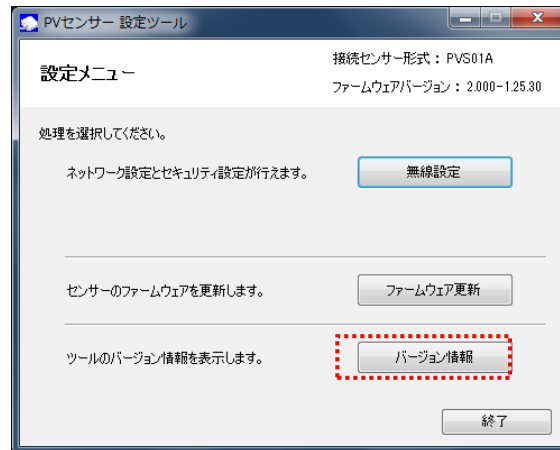 PVセンサー 設定ツール
設定メニュー
接続センサー形式： PVS01A
ファームウェアバージョン： 2.000-1.25.30
処理を選択してください。
ネットワーク設定とセキュリティ設定が行えます。
無線設定
センサーのファームウェアを更新します。
ファームウェア更新
ツールのバージョン情報を表示します。
バージョン情報
終了